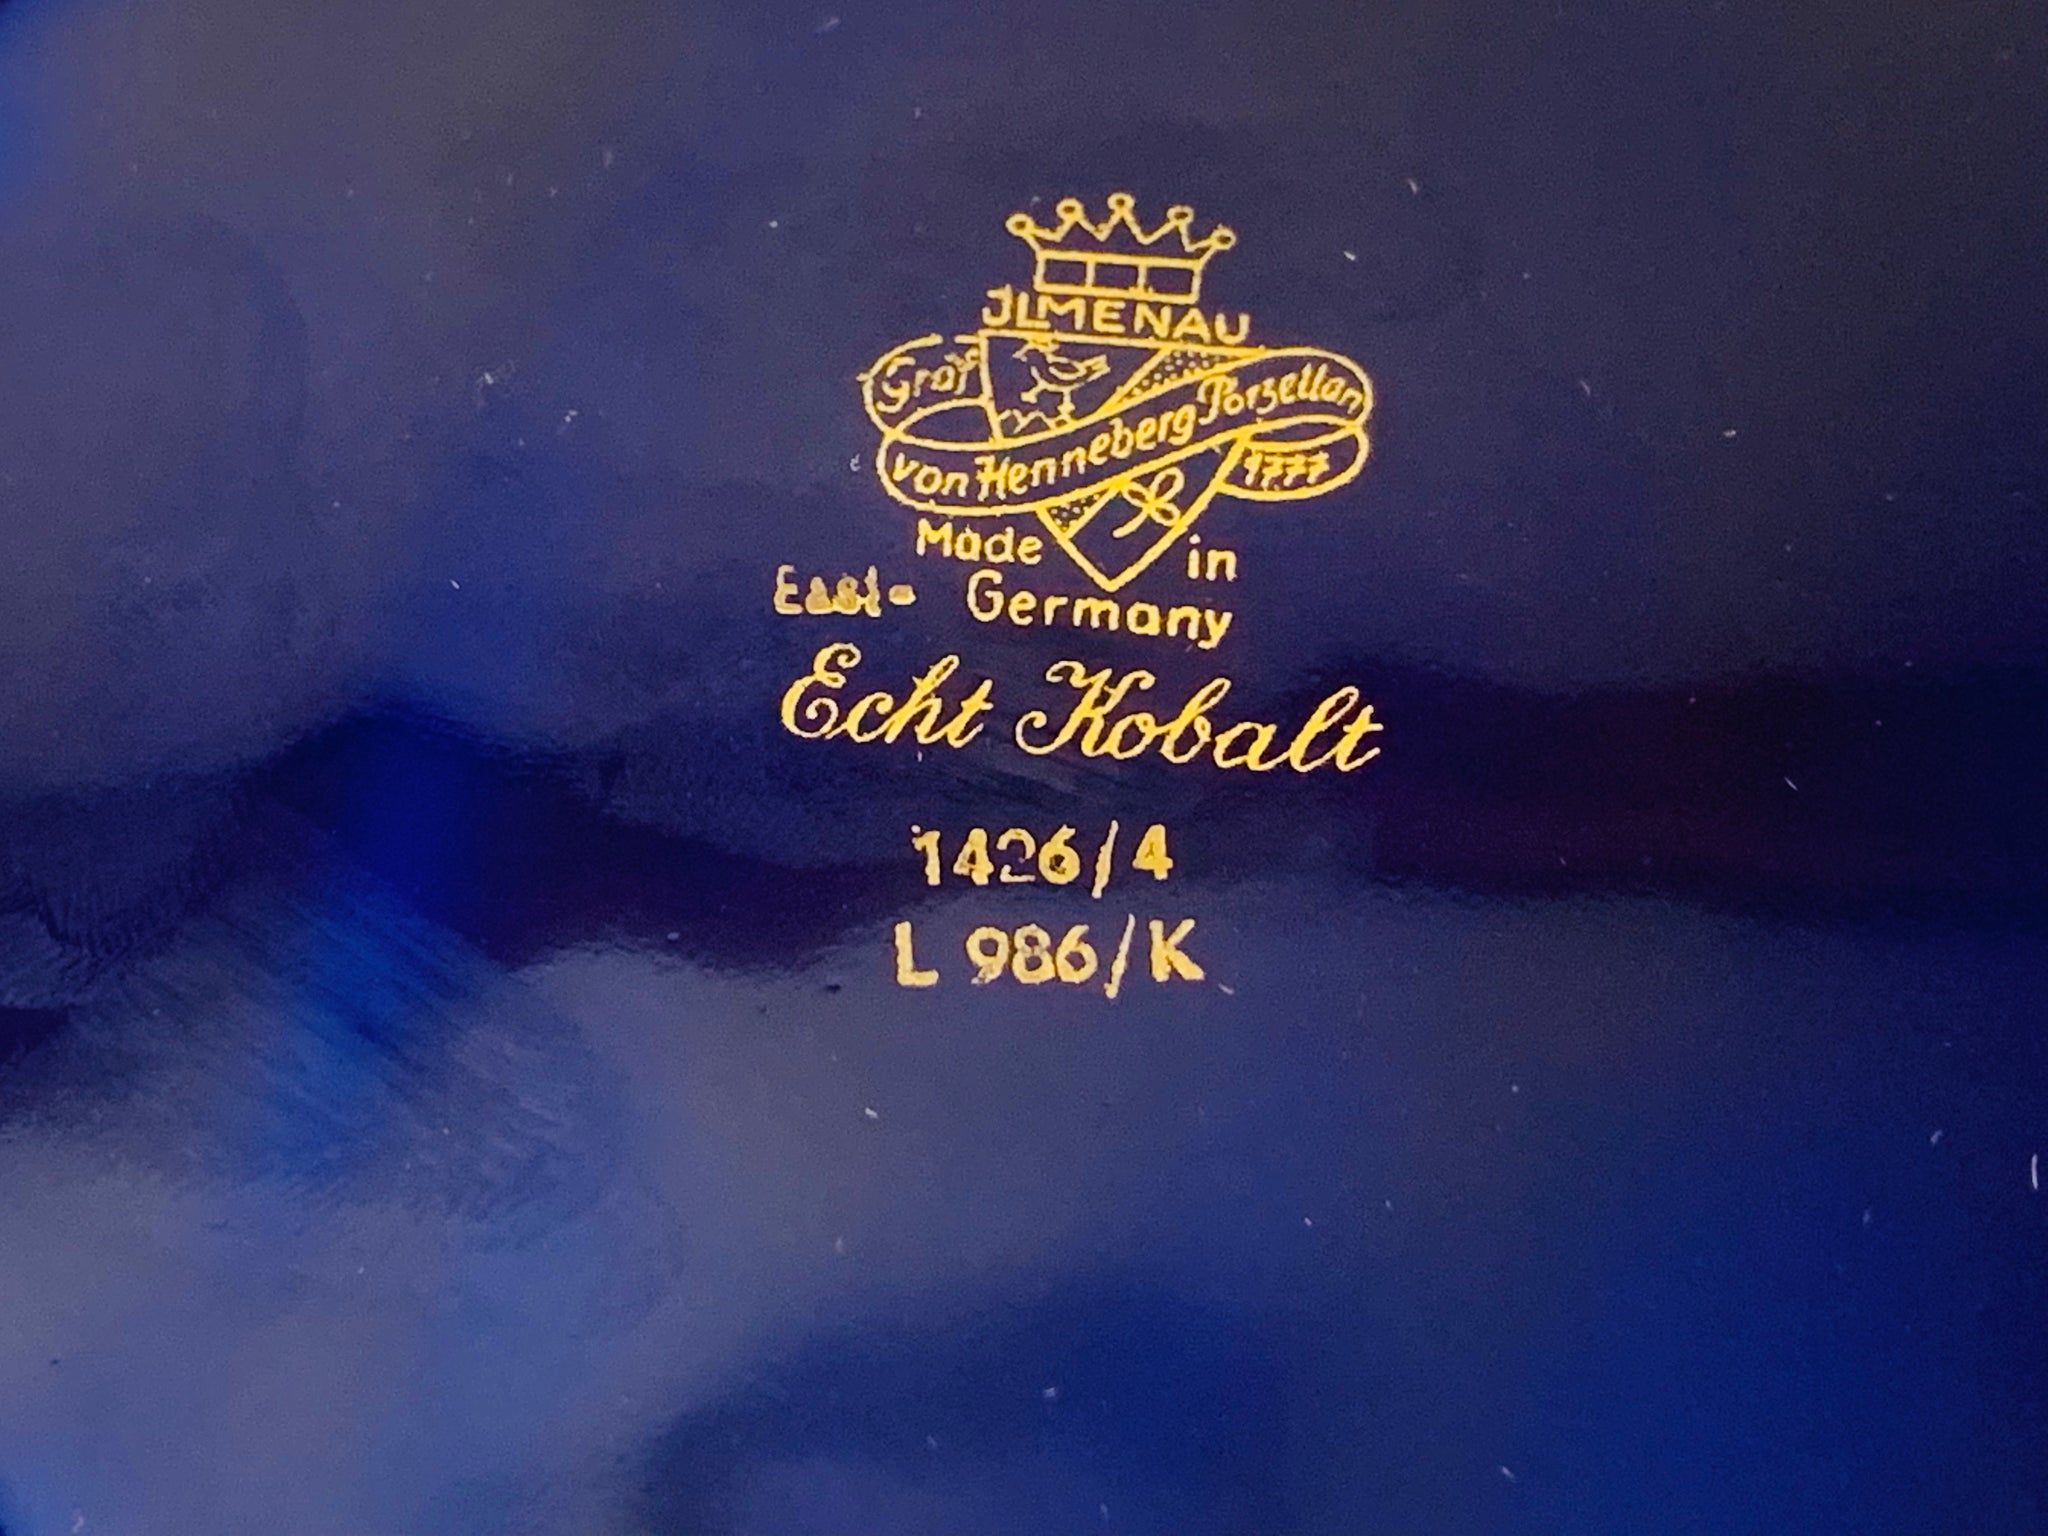 JLMENAU
Graf
von Henneberg Porzellan
1777
Made in
East- Germany
Echt Kobalt
1426/4
L 986/K